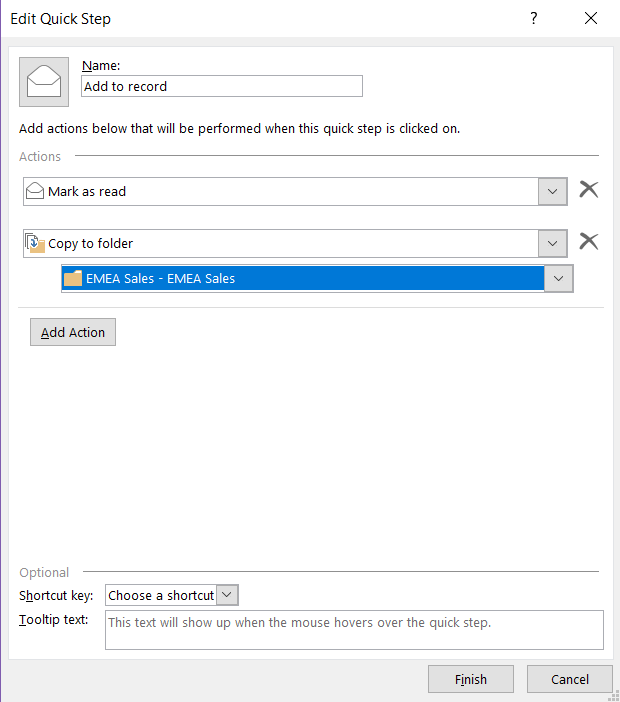 Edit Quick Step
?
Name:
Add to record
Add actions below that will be performed when this quick step is clicked on.
Actions
Mark as read
Copy to folder
EMEA Sales - EMEA Sales
Add Action
Optional
Shortcut key: Choose a shortcut
Tooltip text: This text will show up when the mouse hovers over the quick step.
Finish Cancel